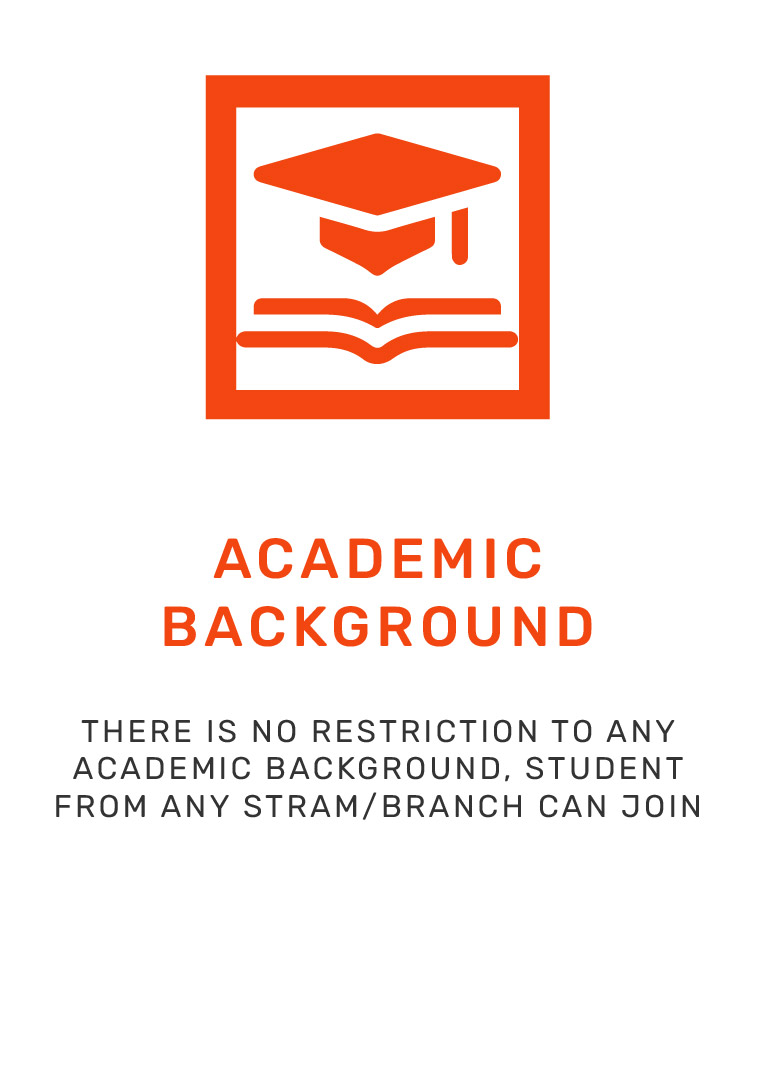 ACADEMIC
BACKGROUND
THERE IS NO RESTRICTION TO ANY
ACADEMIC BACKGROUND, STUDENT
FROM ANY STRAM/BRANCH CAN JOIN